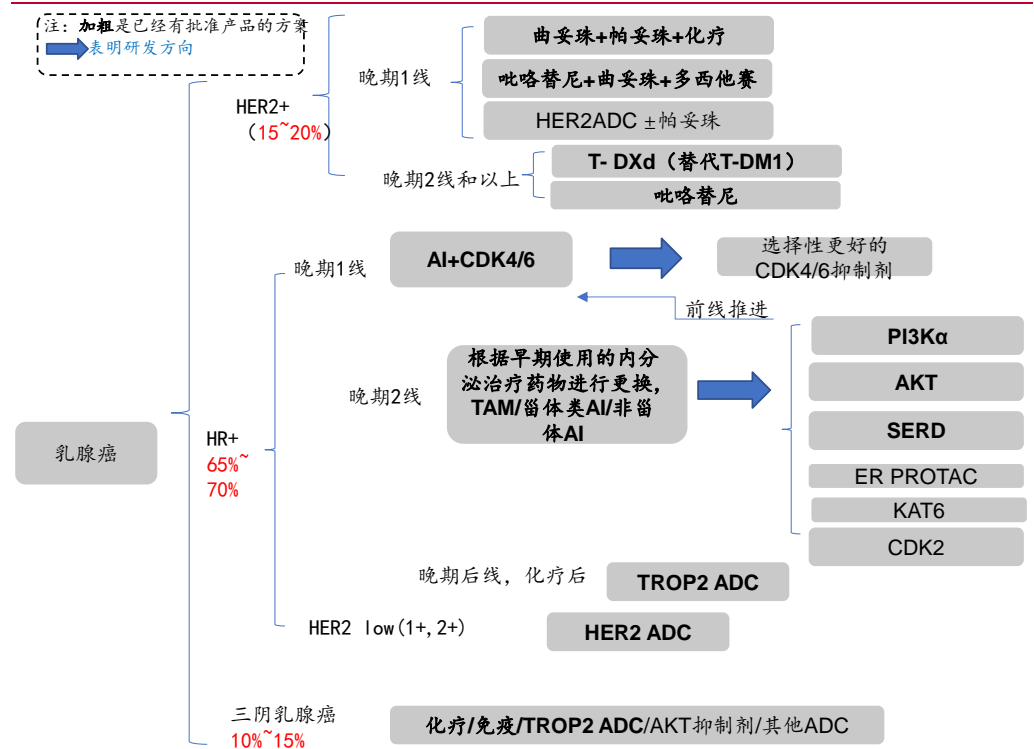 注：加粗是已经有批准产品的方案
表明研发方向
乳腺癌
HER2+
（15~20%）
晚期1线
曲妥珠+帕妥珠+化疗
吡咯替尼+曲妥珠+多西他赛
HER2ADC ±帕妥珠
晚期2线和以上
T- DXd（替代T-DM1）
吡咯替尼
HR+
65%~
70%
晚期1线
AI+CDK4/6
选择性更好的
CDK4/6抑制剂
前线推进
晚期2线
根据早期使用的内分
泌治疗药物进行更换，
TAM/甾体类AI/非甾
体AI
PI3Kα
AKT
SERD
ER PROTAC
KAT6
CDK2
晚期后线，化疗后
TROP2 ADC
HER2 low(1+,2+)
HER2 ADC
三阴乳腺癌
10%~15%
化疗/免疫/TROP2 ADC/AKT抑制剂/其他ADC